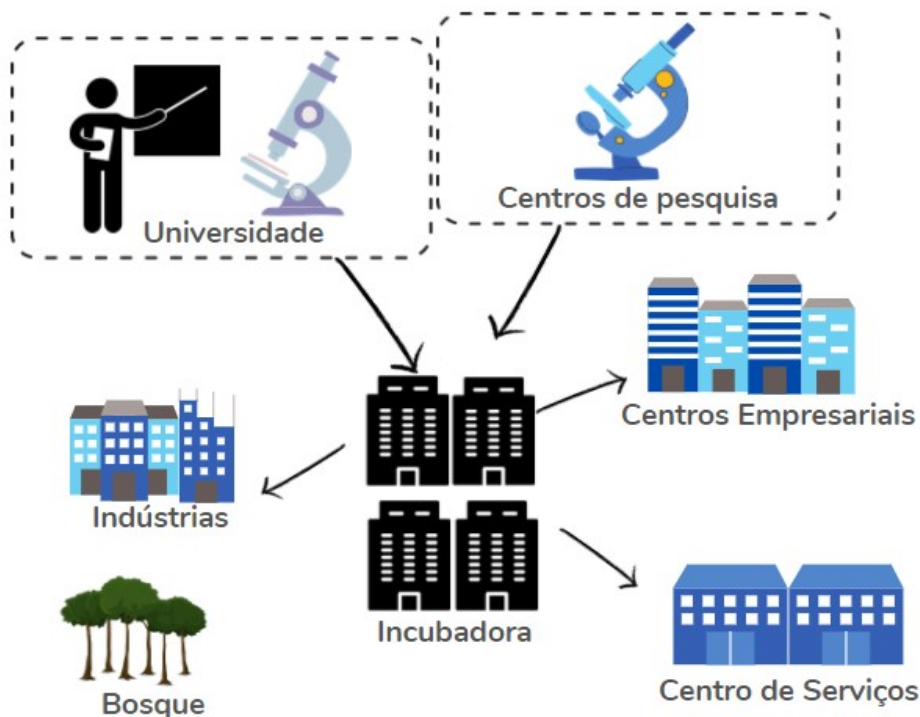 Universidade
Centros de pesquisa
Centros Empresariais
Indústrias
Incubadora
Bosque
Centro de Serviços